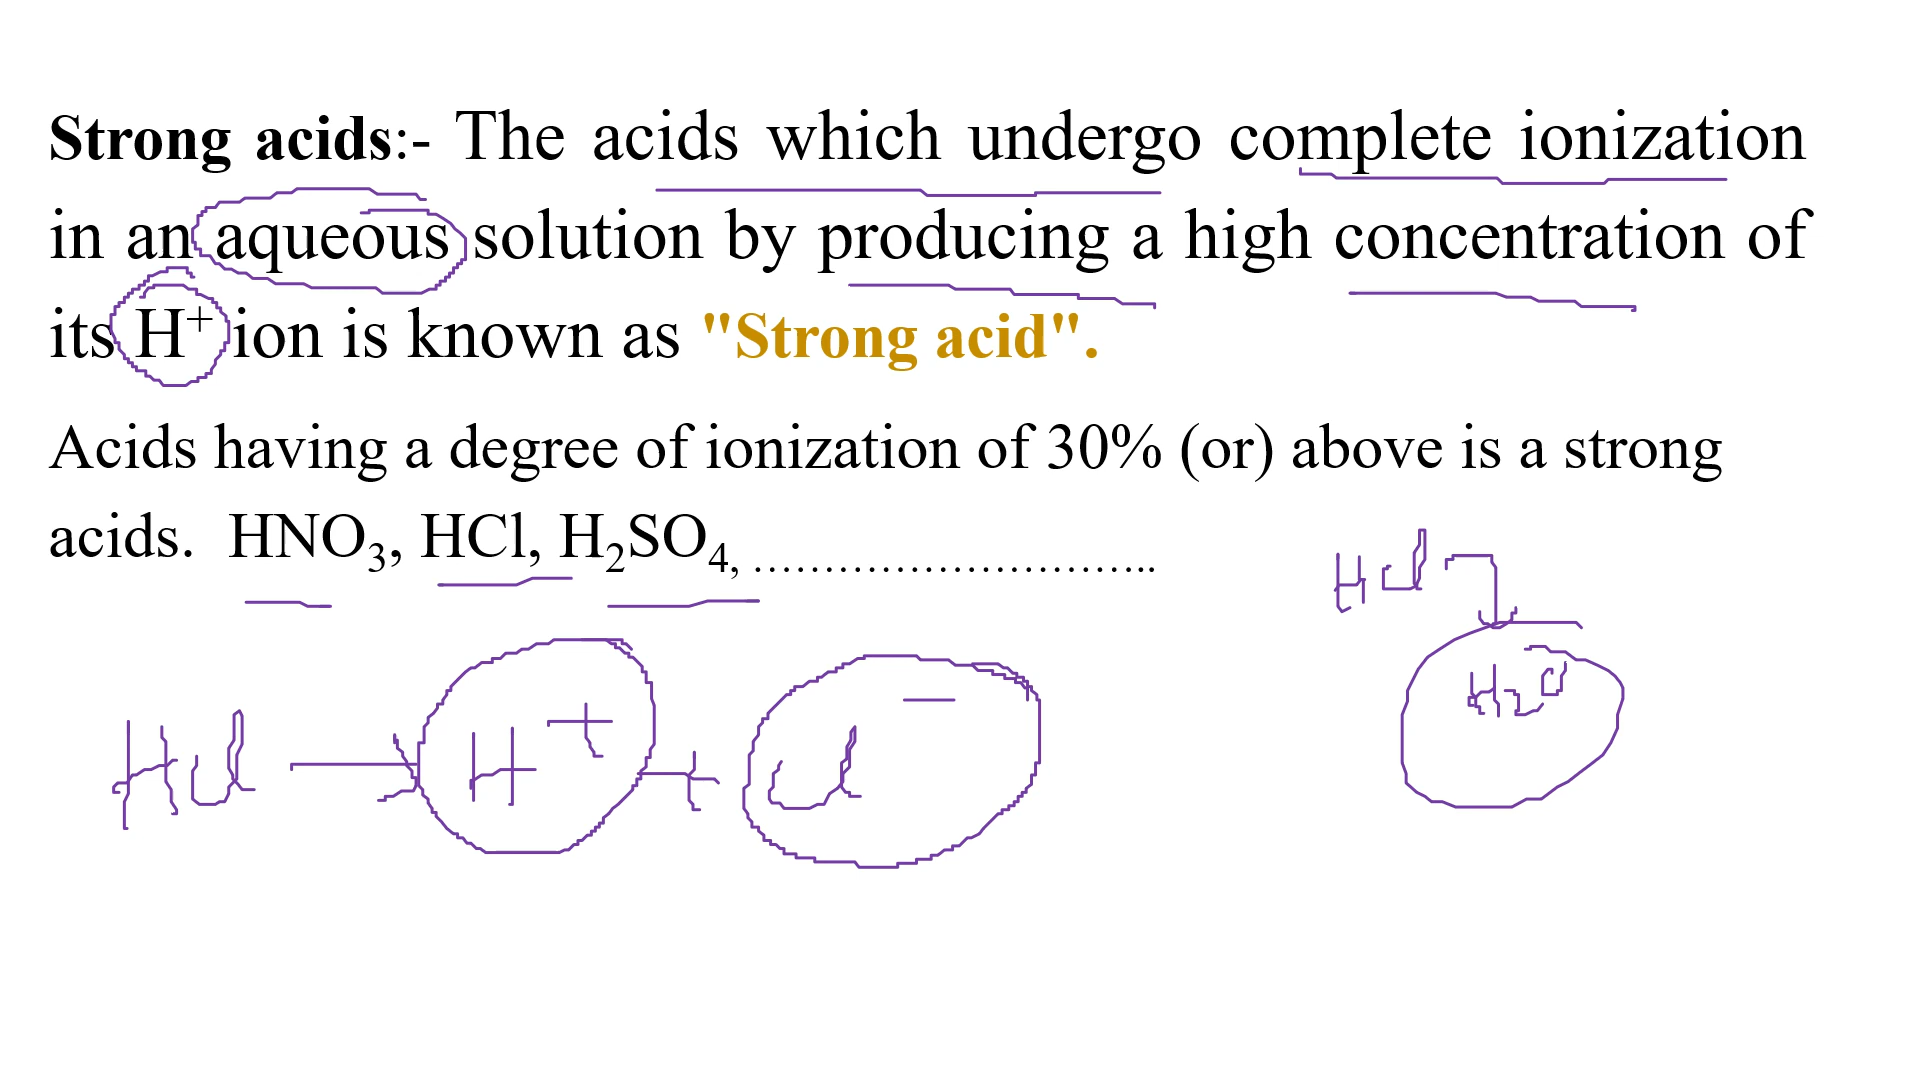 Strong acids:- The acids which undergo complete ionization
in an aqueous solution by producing a high concentration of
its H⁺ ion is known as "Strong acid".
Acids having a degree of ionization of 30% (or) above is a strong
acids. HNO₃, HCl, H₂SO₄, …………………………..
HCl
H₂O
HCl → H⁺ + Cl⁻